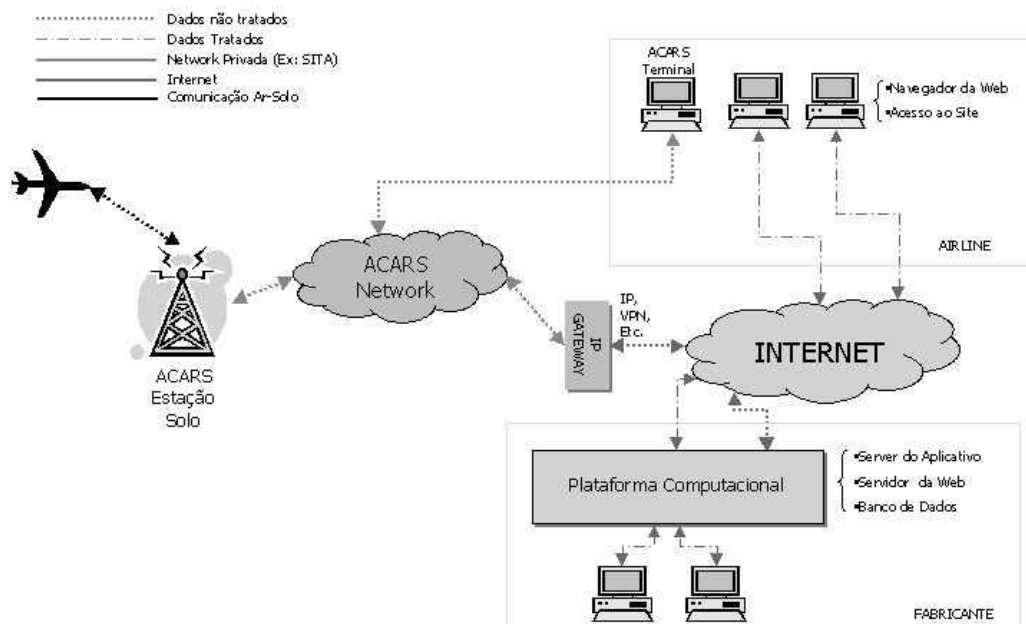 Dados não tratados
Dados Tratados
Network Privada (Ex: SITA)
Internet
Comunicação Ar-Solo
ACARS
Terminal
•Navegador da Web
•Acesso ao Site
AIRLINE
ACARS
Network
ACARS
Estação
Solo
IP
GATEWAY
IP,
VPN,
Etc.
INTERNET
Plataforma Computacional
•Server do Aplicativo
•Servidor da Web
•Banco de Dados
FABRICANTE